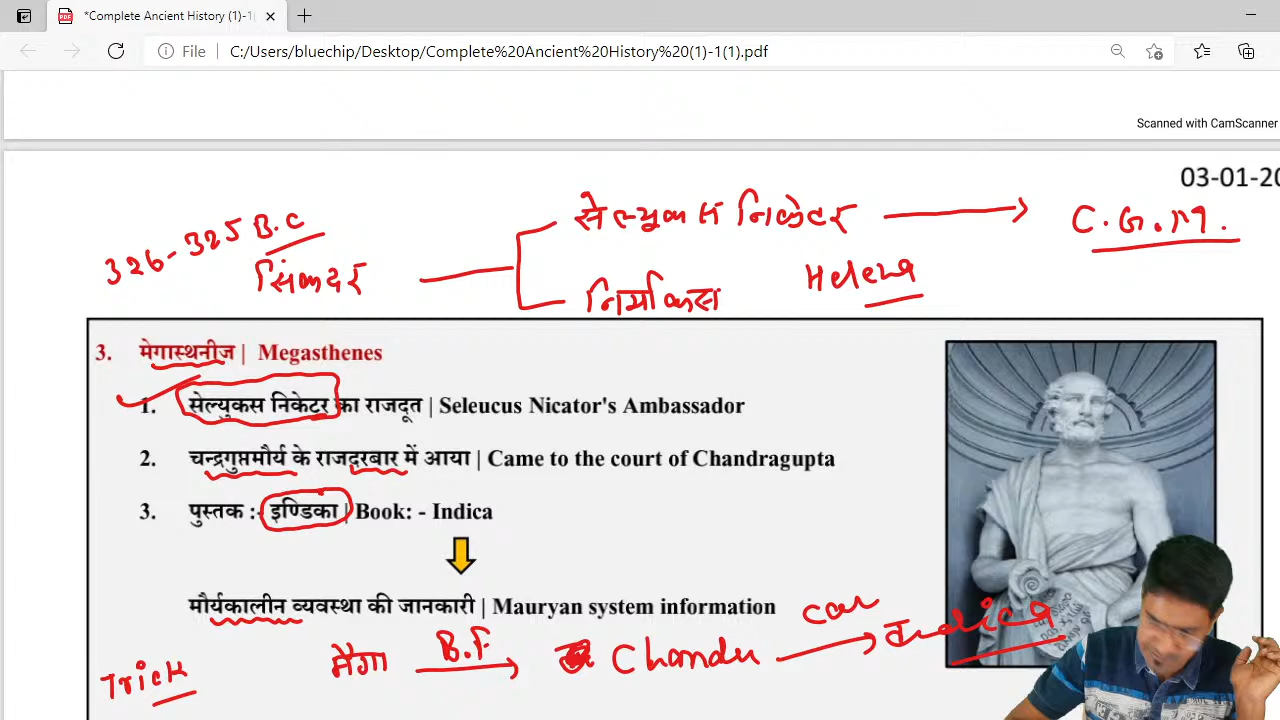 *Complete Ancient History (1)-1(
File
C:/Users/bluechip/Desktop/Complete%20Ancient%20History%20(1)-1(1).pdf
Scanned with CamScanner
03-01-20
326-325 B.C
सिकंदर
सेल्युकस निकेटर
C.G.M.
निर्याकस
Helena
3. मेगास्थनीज | Megasthenes
1. सेल्युकस निकेटर का राजदूत | Seleucus Nicator's Ambassador
2. चन्द्रगुप्तमौर्य के राजदरबार में आया | Came to the court of Chandragupta
3. पुस्तक :- इण्डिका | Book: - Indica
मौर्यकालीन व्यवस्था की जानकारी | Mauryan system information
Trick
मैगा
B.F
Chandu
car
Indica